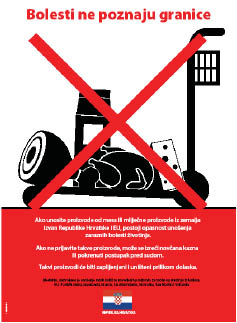 Bolesti ne poznaju granice
Ako unosite proizvode od mesa ili mliječne proizvode iz zemalja
izvan Republike Hrvatske i EU, postoji opasnost unošenja
zaraznih bolesti životinja.
Ako ne prijavite takve proizvode, može se izreći novčana kazna
ili pokrenuti postupak pred sudom.
Takvi proizvodi će biti zaplijenjeni i uništeni prilikom dolaska.
REPUBLIKA HRVATSKA